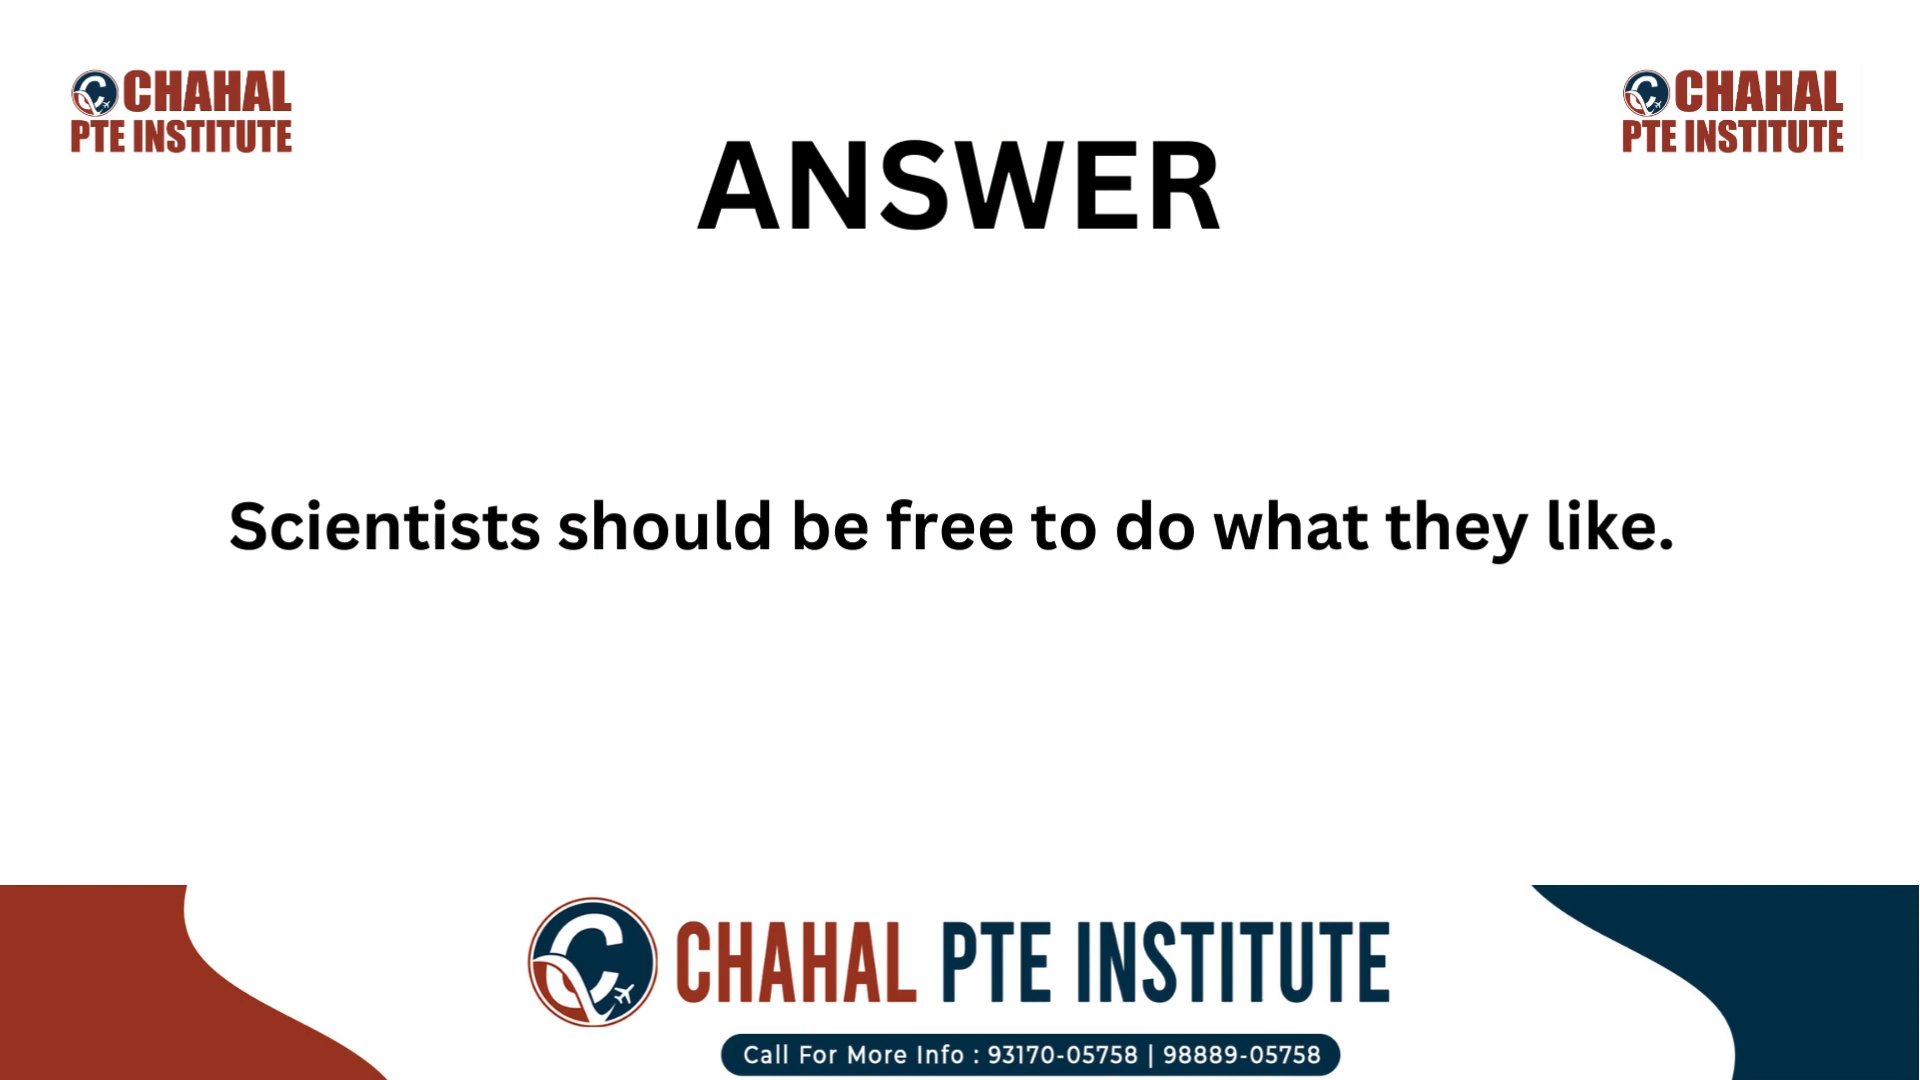 CHAHAL
PTE INSTITUTE
CHAHAL
PTE INSTITUTE
ANSWER
Scientists should be free to do what they like.
CHAHAL PTE INSTITUTE
Call For More Info : 93170-05758 | 98889-05758